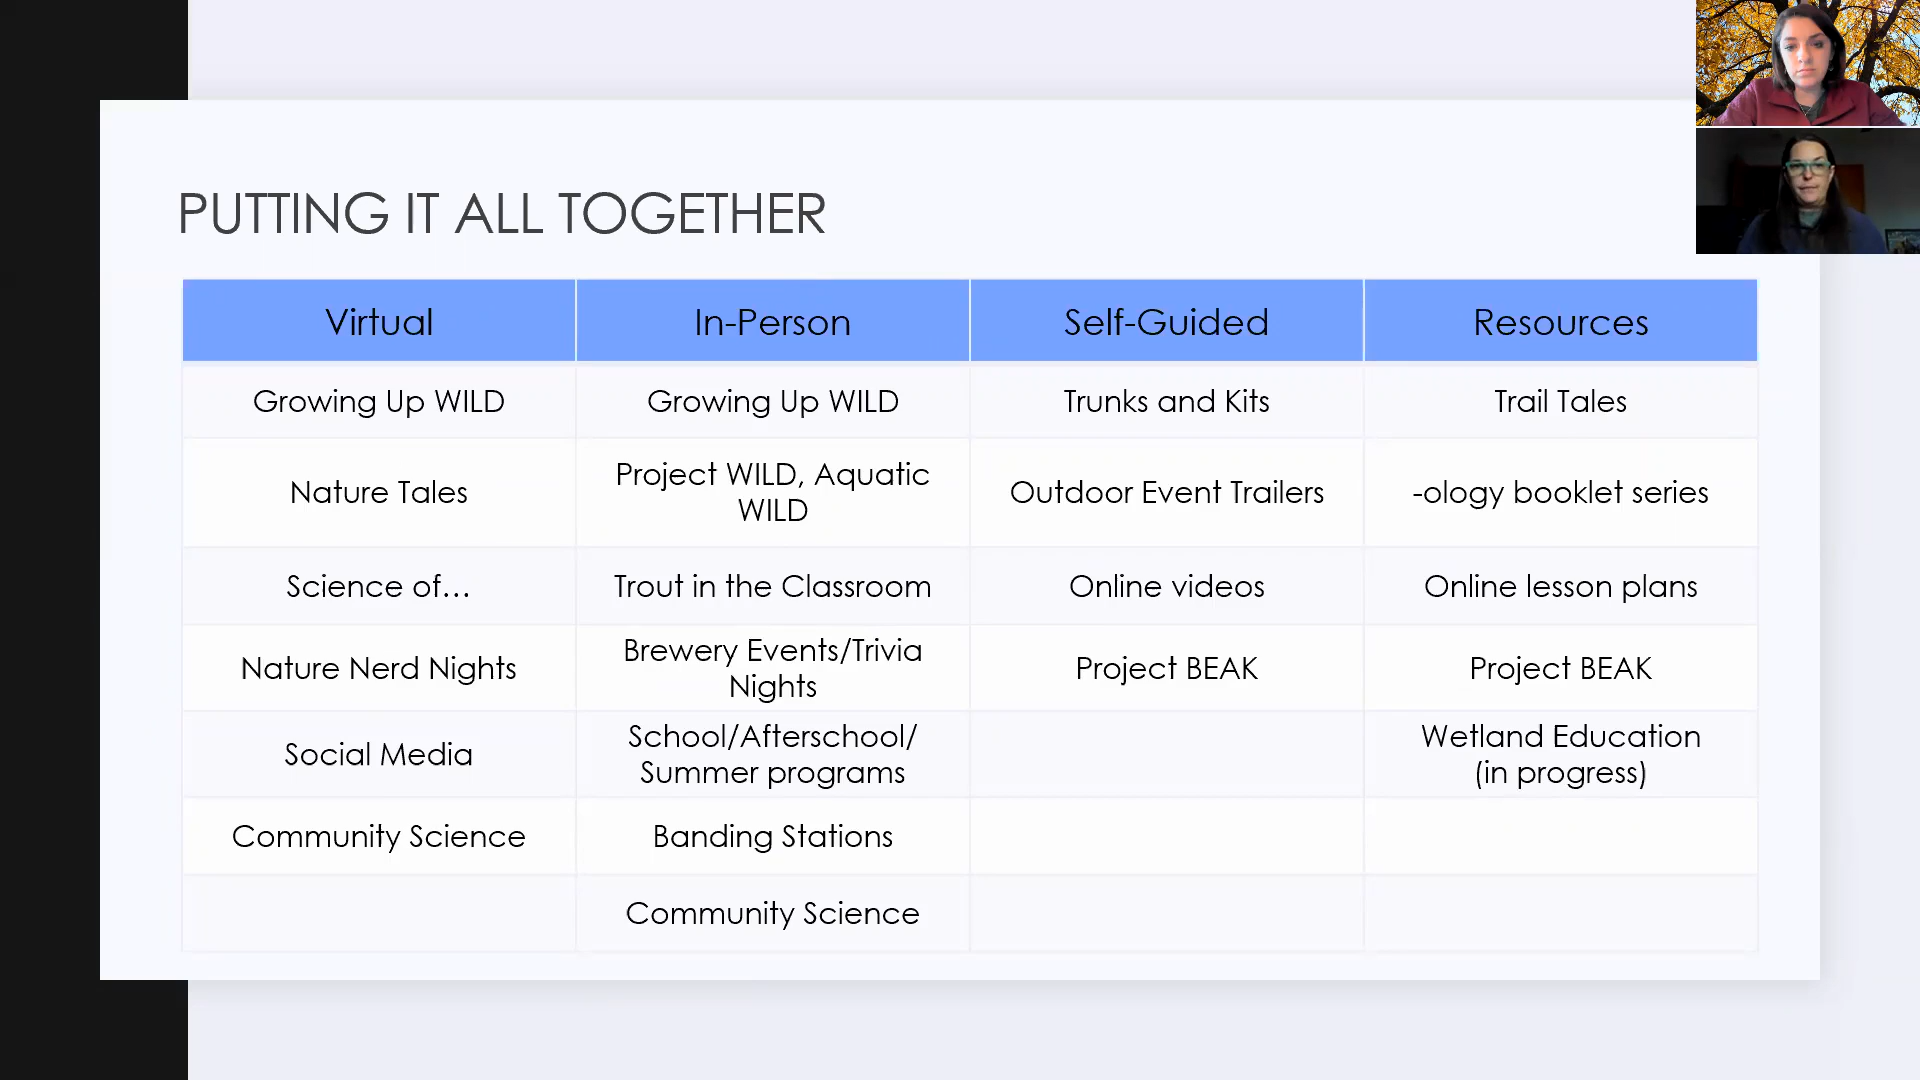 PUTTING IT ALL TOGETHER
Virtual In-Person Self-Guided Resources
Growing Up WILD Growing Up WILD Trunks and Kits Trail Tales
Nature Tales Project WILD, Aquatic WILD Outdoor Event Trailers -ology booklet series
Science of... Trout in the Classroom Online videos Online lesson plans
Nature Nerd Nights Brewery Events/Trivia Nights Project BEAK Project BEAK
Social Media School/Afterschool/ Summer programs Wetland Education (in progress)
Community Science Banding Stations
Community Science